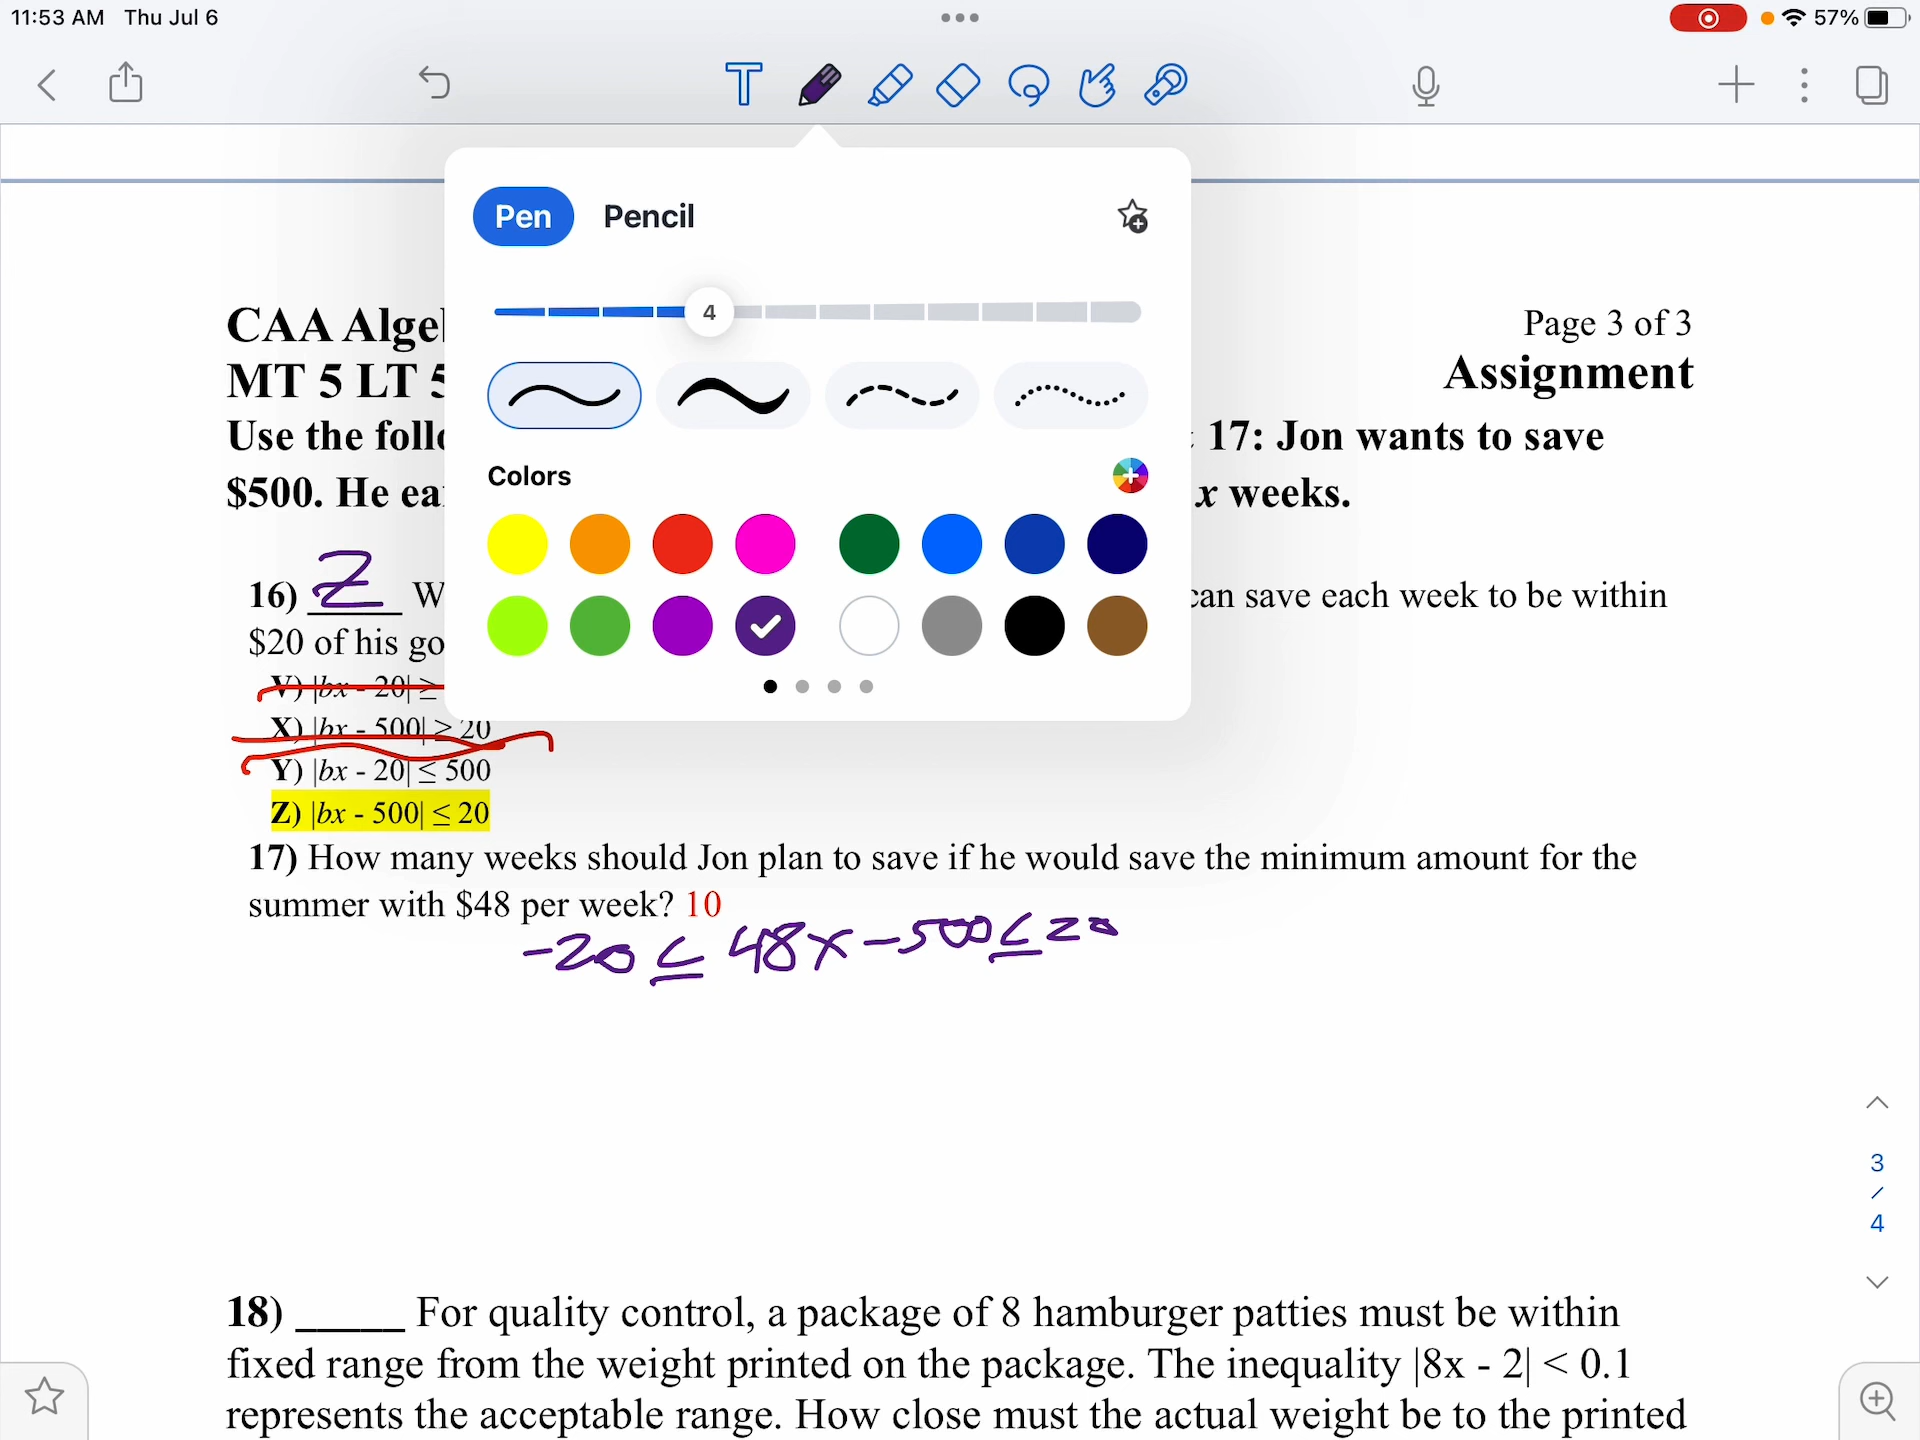 11:53 AM Thu Jul 6
57%
Pen Pencil
4
CAA Alge
Page 3 of 3
MT 5 LT 5
Assignment
Use the foll 17: Jon wants to save
$500. He ea x weeks.
Colors
16) Z W can save each week to be within
$20 of his go
V) |bx - 20| ≥
X) |bx - 500| ≥ 20
Y) |bx - 20| ≤ 500
Z) |bx - 500| ≤ 20
17) How many weeks should Jon plan to save if he would save the minimum amount for the
summer with $48 per week? 10
-20 ≤ 48x - 500 ≤ 20
3
/
4
18) _____ For quality control, a package of 8 hamburger patties must be within
fixed range from the weight printed on the package. The inequality |8x - 2| < 0.1
represents the acceptable range. How close must the actual weight be to the printed